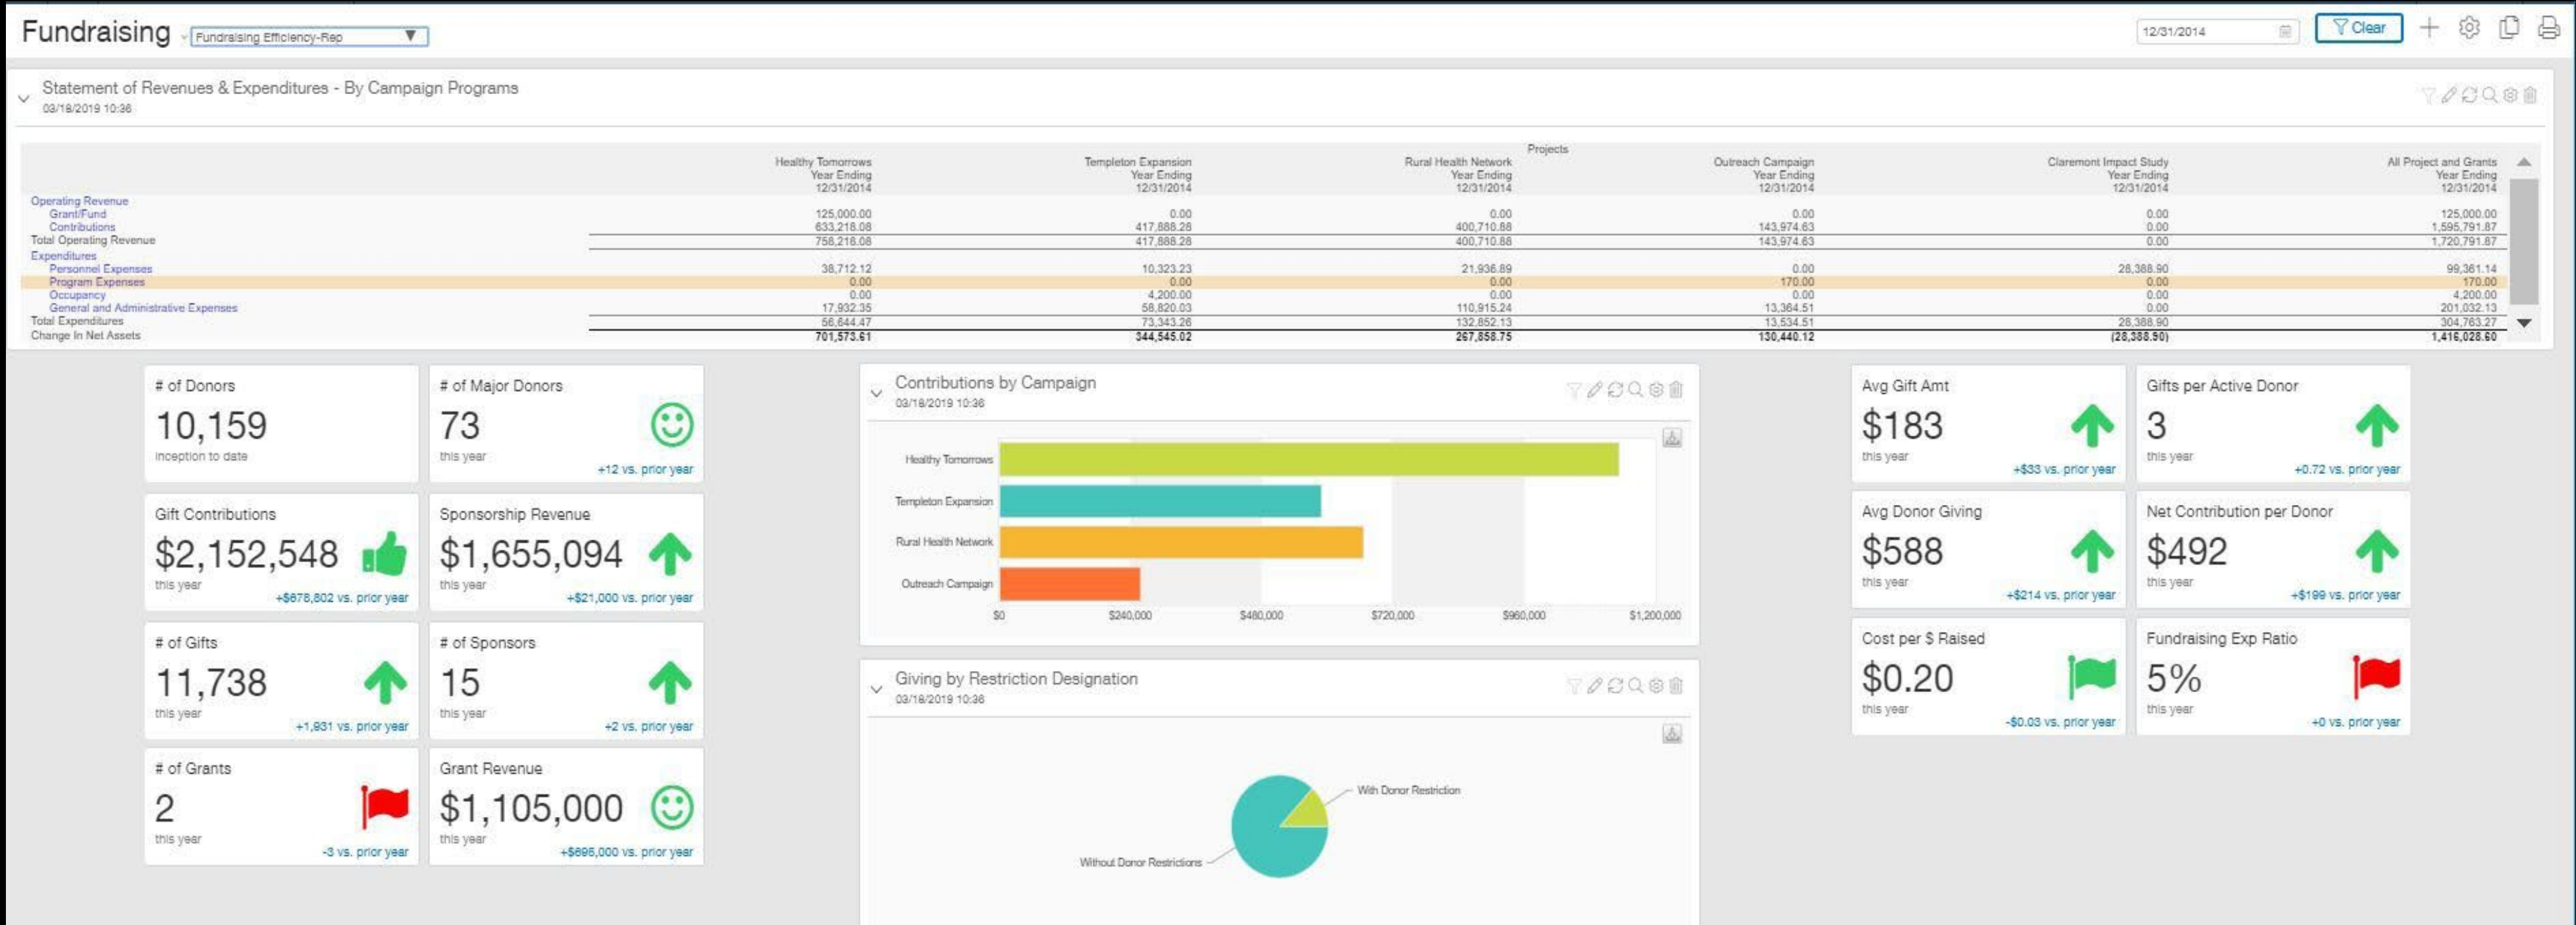 Fundraising
Fundraising Efficiency-Rep
12/31/2014
Clear
Statement of Revenues & Expenditures - By Campaign Programs
03/18/2019 10:36
Projects
Healthy Tomorrows Templeton Expansion Rural Health Network Outreach Campaign Claremont Impact Study All Project and Grants
Year Ending Year Ending Year Ending Year Ending Year Ending Year Ending
12/31/2014 12/31/2014 12/31/2014 12/31/2014 12/31/2014 12/31/2014
Operating Revenue
Grant/Fund 125,000.00 0.00 0.00 0.00 0.00 125,000.00
Contributions 633,218.08 417,888.28 400,710.88 143,974.63 0.00 1,595,791.87
Total Operating Revenue 758,218.08 417,888.28 400,710.88 143,974.63 0.00 1,720,791.87
Expenditures
Personnel Expenses 38,712.12 10,323.23 21,936.89 0.00 28,388.90 99,361.14
Program Expenses 0.00 0.00 0.00 170.00 0.00 170.00
Occupancy 0.00 4,200.00 0.00 0.00 0.00 4,200.00
General and Administrative Expenses 17,932.35 58,820.03 110,915.24 13,364.51 0.00 201,032.13
Total Expenditures 56,644.47 73,343.26 132,852.13 13,534.51 28,388.90 304,763.27
Change In Net Assets 701,573.61 344,545.02 267,858.75 130,440.12 (28,388.90) 1,416,028.60
# of Donors
10,159
inception to date
# of Major Donors
73
this year
+12 vs. prior year
Gift Contributions
$2,152,548
this year
+$678,802 vs. prior year
Sponsorship Revenue
$1,655,094
this year
+$21,000 vs. prior year
# of Gifts
11,738
this year
+1,931 vs. prior year
# of Sponsors
15
this year
+2 vs. prior year
# of Grants
2
this year
-3 vs. prior year
Grant Revenue
$1,105,000
this year
+$695,000 vs. prior year
Contributions by Campaign
03/18/2019 10:36
Healthy Tomorrows
Templeton Expansion
Rural Health Network
Outreach Campaign
$0 $240,000 $480,000 $720,000 $960,000 $1,200,000
Giving by Restriction Designation
03/18/2019 10:36
With Donor Restriction
Without Donor Restrictions
Avg Gift Amt
$183
this year
+$33 vs. prior year
Gifts per Active Donor
3
this year
+0.72 vs. prior year
Avg Donor Giving
$588
this year
+$214 vs. prior year
Net Contribution per Donor
$492
this year
+$199 vs. prior year
Cost per $ Raised
$0.20
this year
-$0.03 vs. prior year
Fundraising Exp Ratio
5%
this year
+0 vs. prior year